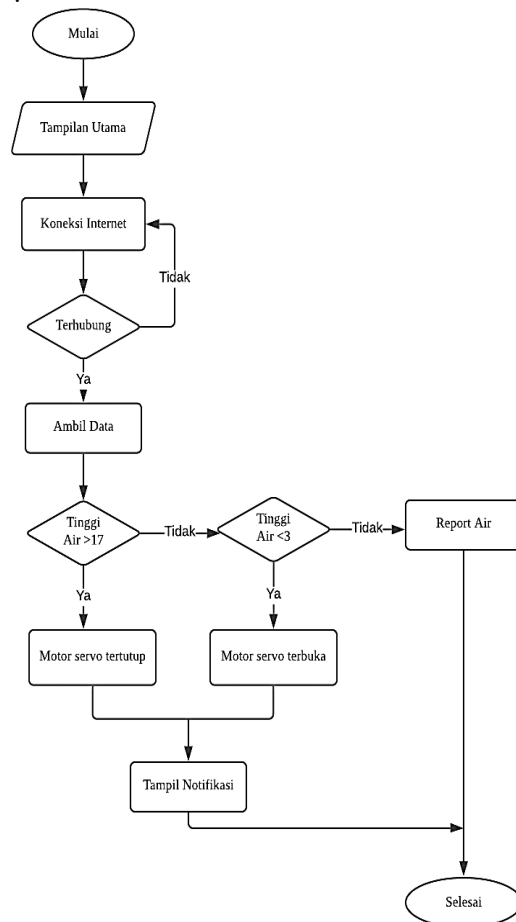 Mulai
Tampilan Utama
Koneksi Internet
Tidak
Terhubung
Ya
Ambil Data
Tinggi
Air >17
Tidak
Tinggi
Air <3
Tidak
Report Air
Ya
Ya
Motor servo tertutup
Motor servo terbuka
Tampil Notifikasi
Selesai